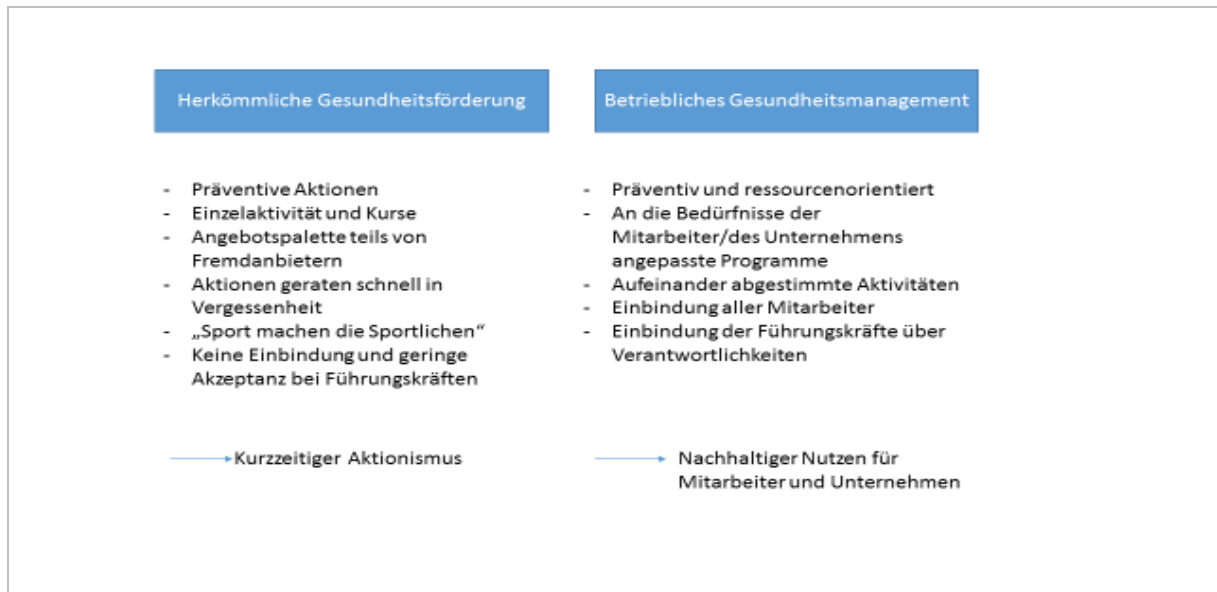 Herkömmliche Gesundheitsförderung
- Präventive Aktionen
- Einzelaktivität und Kurse
- Angebotspalette teils von
Fremdanbietern
- Aktionen geraten schnell in
Vergessenheit
- „Sport machen die Sportlichen“
- Keine Einbindung und geringe
Akzeptanz bei Führungskräften
Kurzzeitiger Aktionismus
Betriebliches Gesundheitsmanagement
- Präventiv und ressourcenorientiert
- An die Bedürfnisse der
Mitarbeiter/des Unternehmens
angepasste Programme
- Aufeinander abgestimmte Aktivitäten
- Einbindung aller Mitarbeiter
- Einbindung der Führungskräfte über
Verantwortlichkeiten
Nachhaltiger Nutzen für
Mitarbeiter und Unternehmen